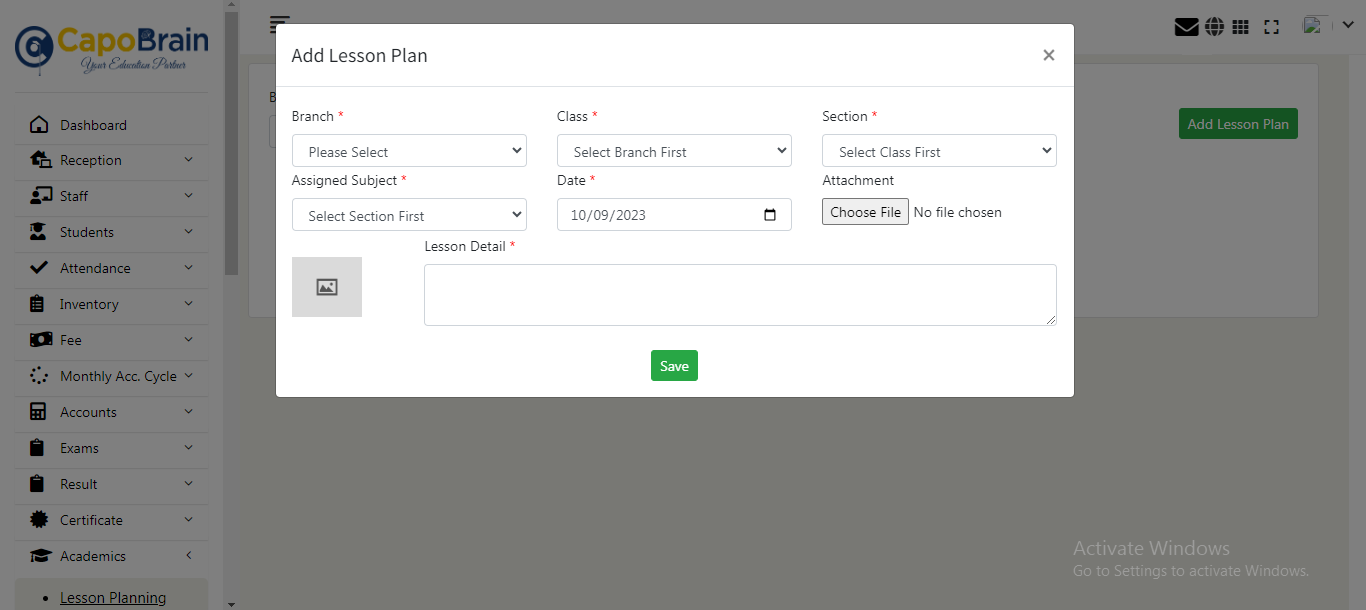 CapoBrain
Your Education Partner
Dashboard
Reception
Staff
Students
Attendance
Inventory
Fee
Monthly Acc. Cycle
Accounts
Exams
Result
Certificate
Academics
Lesson Planning
Add Lesson Plan
×
Branch *
Class *
Section *
Please Select
Select Branch First
Select Class First
Assigned Subject *
Date *
Attachment
Select Section First
10/09/2023
Choose File No file chosen
Lesson Detail *
Save
B
Add Lesson Plan
Activate Windows
Go to Settings to activate Windows.